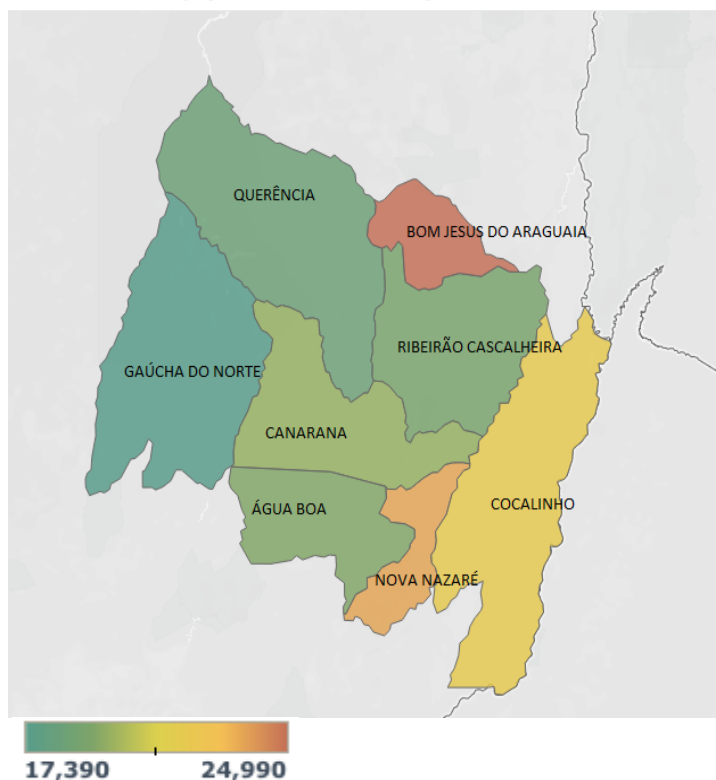 QUERÊNCIA
BOM JESUS DO ARAGUAIA
RIBEIRÃO CASCALHEIRA
GAÚCHA DO NORTE
CANARANA
COCALINHO
ÁGUA BOA
NOVA NAZARÉ
17,390 24,990